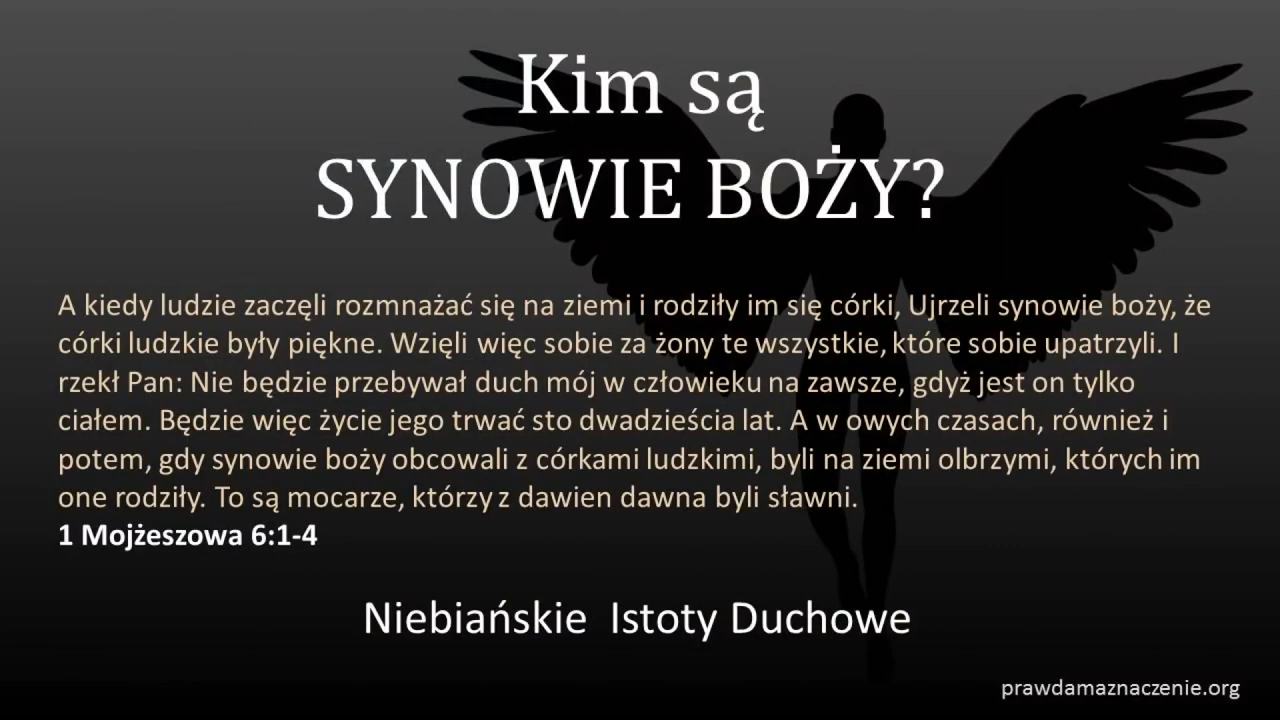 Kim są
SYNOWIE BOŻY?
A kiedy ludzie zaczęli rozmnażać się na ziemi i rodziły im się córki, Ujrzeli synowie boży, że
córki ludzkie były piękne. Wzięli więc sobie za żony te wszystkie, które sobie upatrzyli. I
rzekł Pan: Nie będzie przebywał duch mój w człowieku na zawsze, gdyż jest on tylko
ciałem. Będzie więc życie jego trwać sto dwadzieścia lat. A w owych czasach, również i
potem, gdy synowie boży obcowali z córkami ludzkimi, byli na ziemi olbrzymi, których im
one rodziły. To są mocarze, którzy z dawien dawna byli sławni.
1 Mojżeszowa 6:1-4
Niebiańskie Istoty Duchowe
prawdamaznaczenie.org